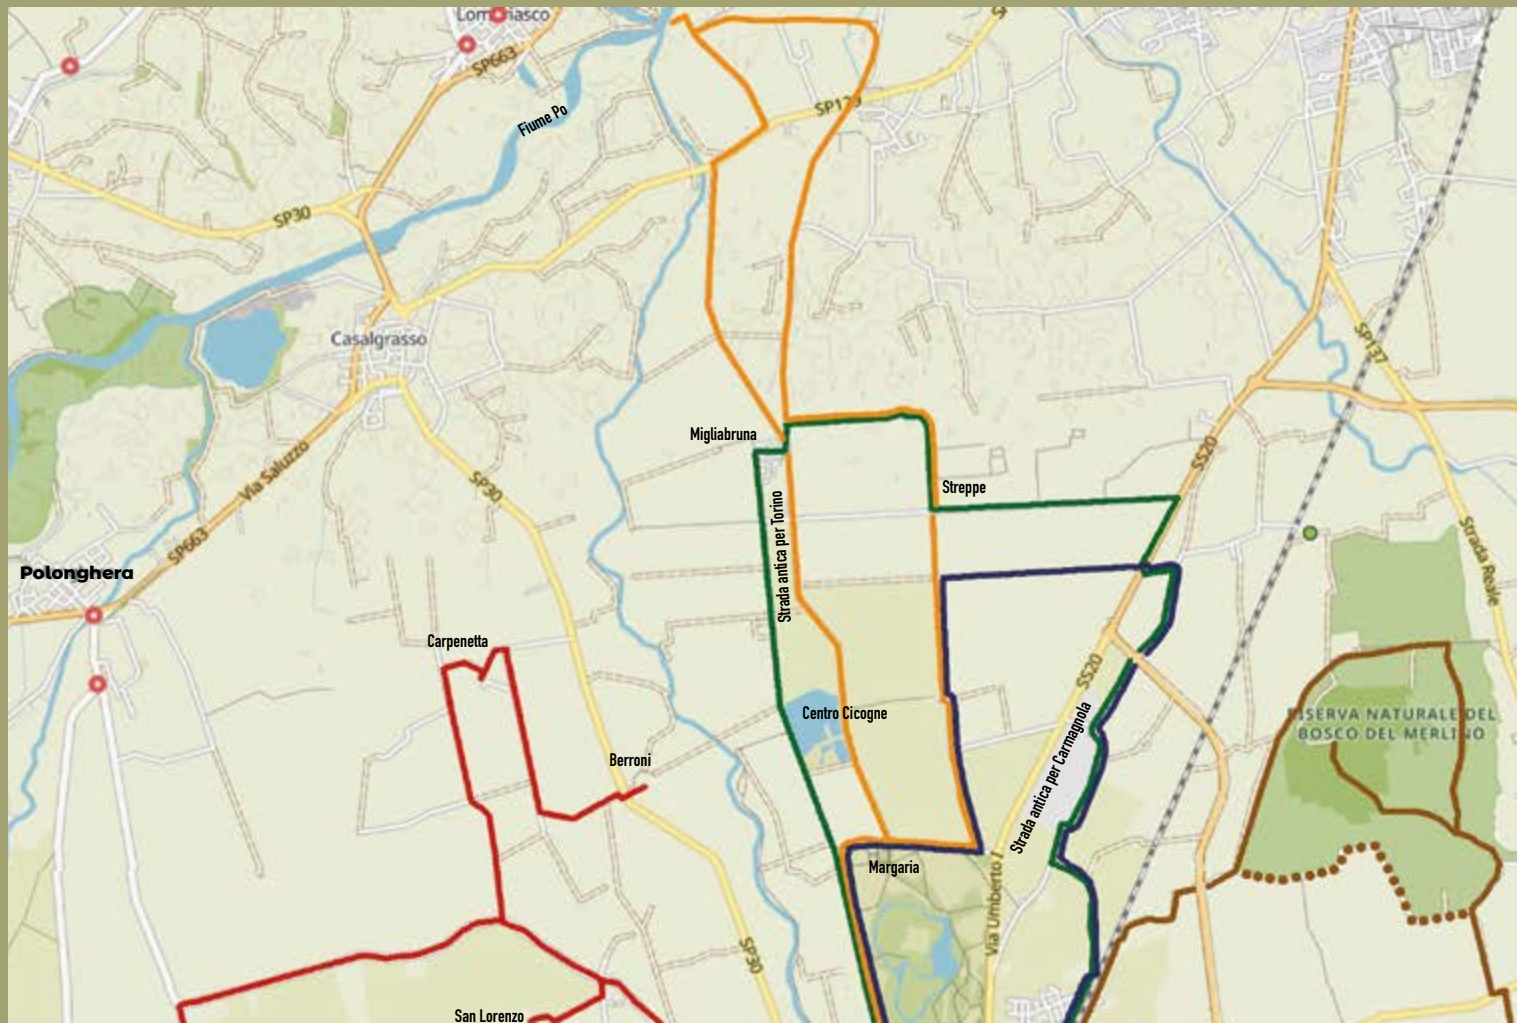 SP663
Fiume Po
SP30
Casalgrasso
Via Saluzzo
SP137
SS20
Migliabruna
SP30
Streppe
Strada antica per Torino
SP663
Strada Reale
Polonghera
Carpenetta
SS20
Centro Cicogne
RISERVA NATURALE DEL
BOSCO DEL MERLINO
Strada antica per Carmagnola
Berroni
Margaria
Via Umberto I
SP30
San Lorenzo